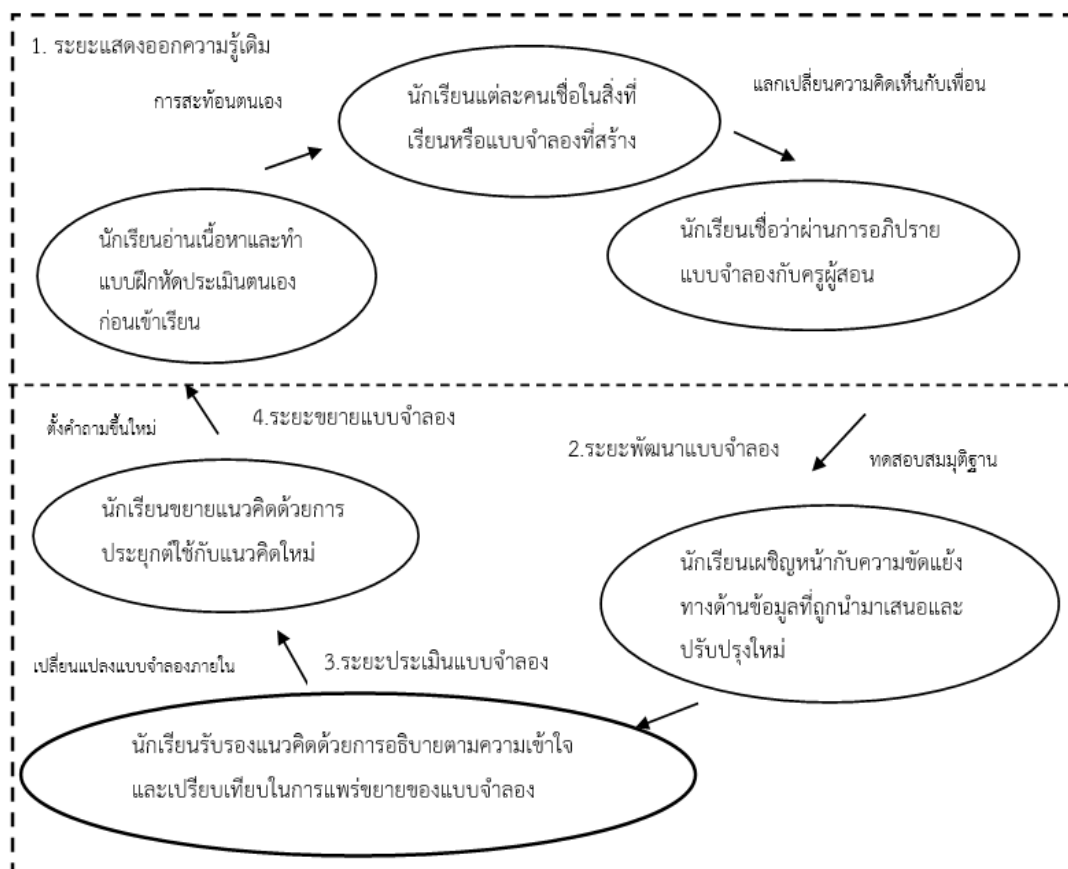 1. ระยะแสดงออกความรู้เดิม
การสะท้อนตนเอง
นักเรียนแต่ละคนเชื่อในสิ่งที่
เรียนหรือแบบจำลองที่สร้าง
แลกเปลี่ยนความคิดเห็นกับเพื่อน
นักเรียนอ่านเนื้อหาและทำ
แบบฝึกหัดประเมินตนเอง
ก่อนเข้าเรียน
นักเรียนเชื่อว่าผ่านการอภิปราย
แบบจำลองกับครูผู้สอน
ตั้งคำถามขึ้นใหม่
4.ระยะขยายแบบจำลอง
2.ระยะพัฒนาแบบจำลอง
ทดสอบสมมุติฐาน
นักเรียนขยายแนวคิดด้วยการ
ประยุกต์ใช้กับแนวคิดใหม่
นักเรียนเผชิญหน้ากับความขัดแย้ง
ทางด้านข้อมูลที่ถูกนำมาเสนอและ
ปรับปรุงใหม่
เปลี่ยนแปลงแบบจำลองภายใน
3.ระยะประเมินแบบจำลอง
นักเรียนรับรองแนวคิดด้วยการอธิบายตามความเข้าใจ
และเปรียบเทียบในการแพร่ขยายของแบบจำลอง